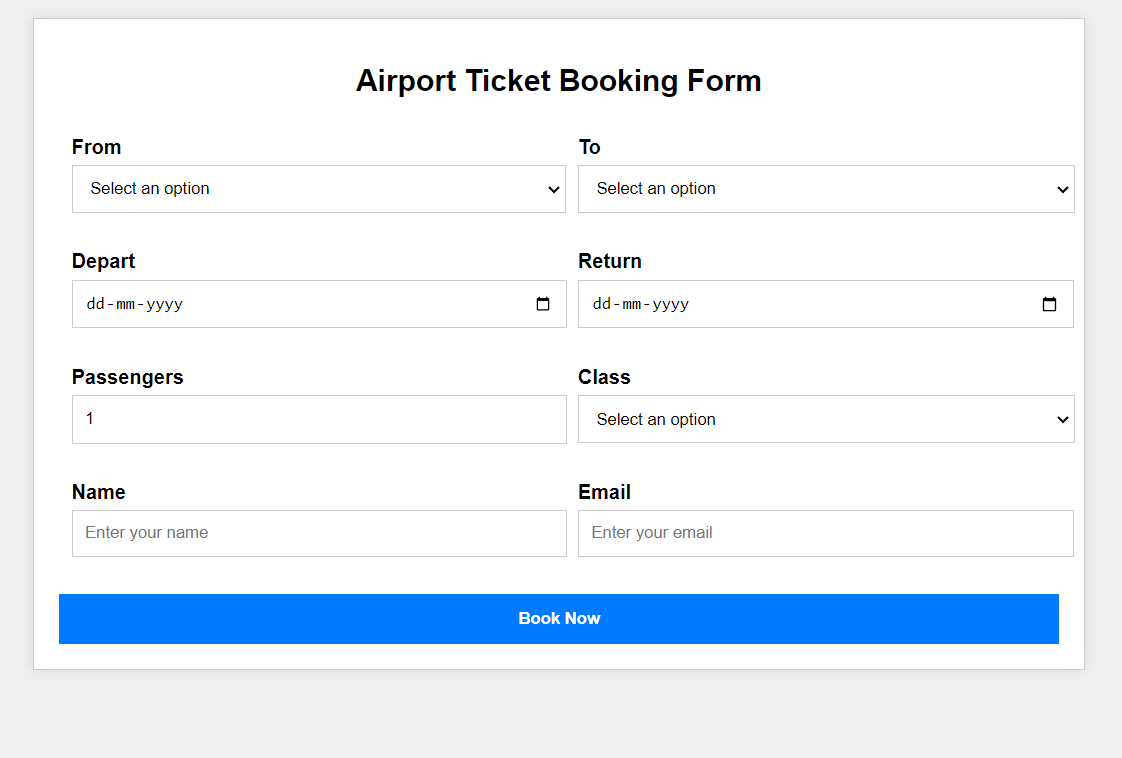 Airport Ticket Booking Form
From To
Select an option Select an option
Depart Return
dd-mm-yyyy dd-mm-yyyy
Passengers Class
1 Select an option
Name Email
Enter your name Enter your email
Book Now